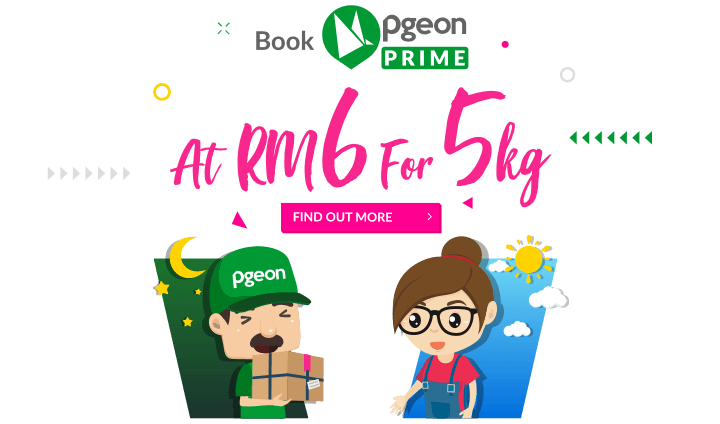 Book pgeon
PRIME
At RM6 For 5kg
FIND OUT MORE
pgeon